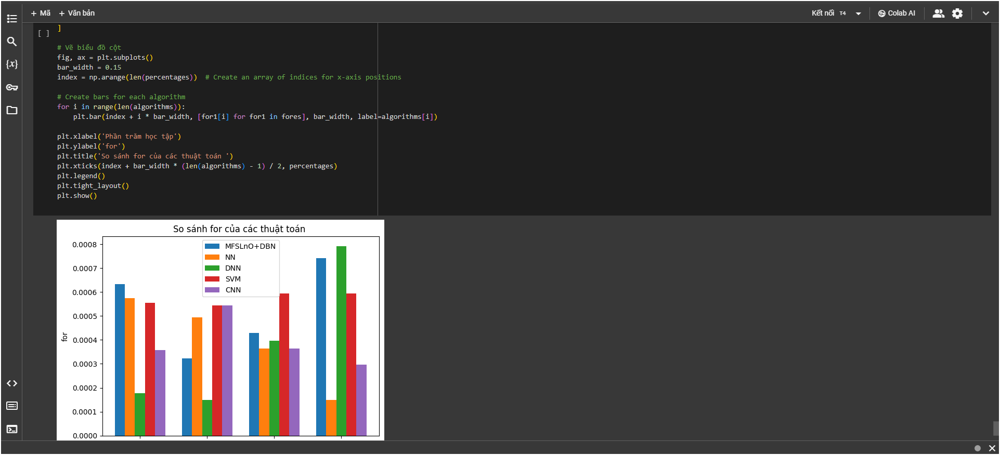 + Mã + Văn bản
Kết nối T4
Colab AI
{x}
]
[ ]
# Vẽ biểu đồ cột
fig, ax = plt.subplots()
bar_width = 0.15
index = np.arange(len(percentages))  # Create an array of indices for x-axis positions
# Create bars for each algorithm
for i in range(len(algorithms)):
    plt.bar(index + i * bar_width, [for1[i] for for1 in fores], bar_width, label=algorithms[i])
plt.xlabel('Phần trăm học tập')
plt.ylabel('for')
plt.title('So sánh for của các thuật toán ')
plt.xticks(index + bar_width * (len(algorithms) - 1) / 2, percentages)
plt.legend()
plt.tight_layout()
plt.show()
So sánh for của các thuật toán
MFSLnO+DBN
NN
DNN
SVM
CNN
for
0.0008
0.0007
0.0006
0.0005
0.0004
0.0003
0.0002
0.0001
0.0000